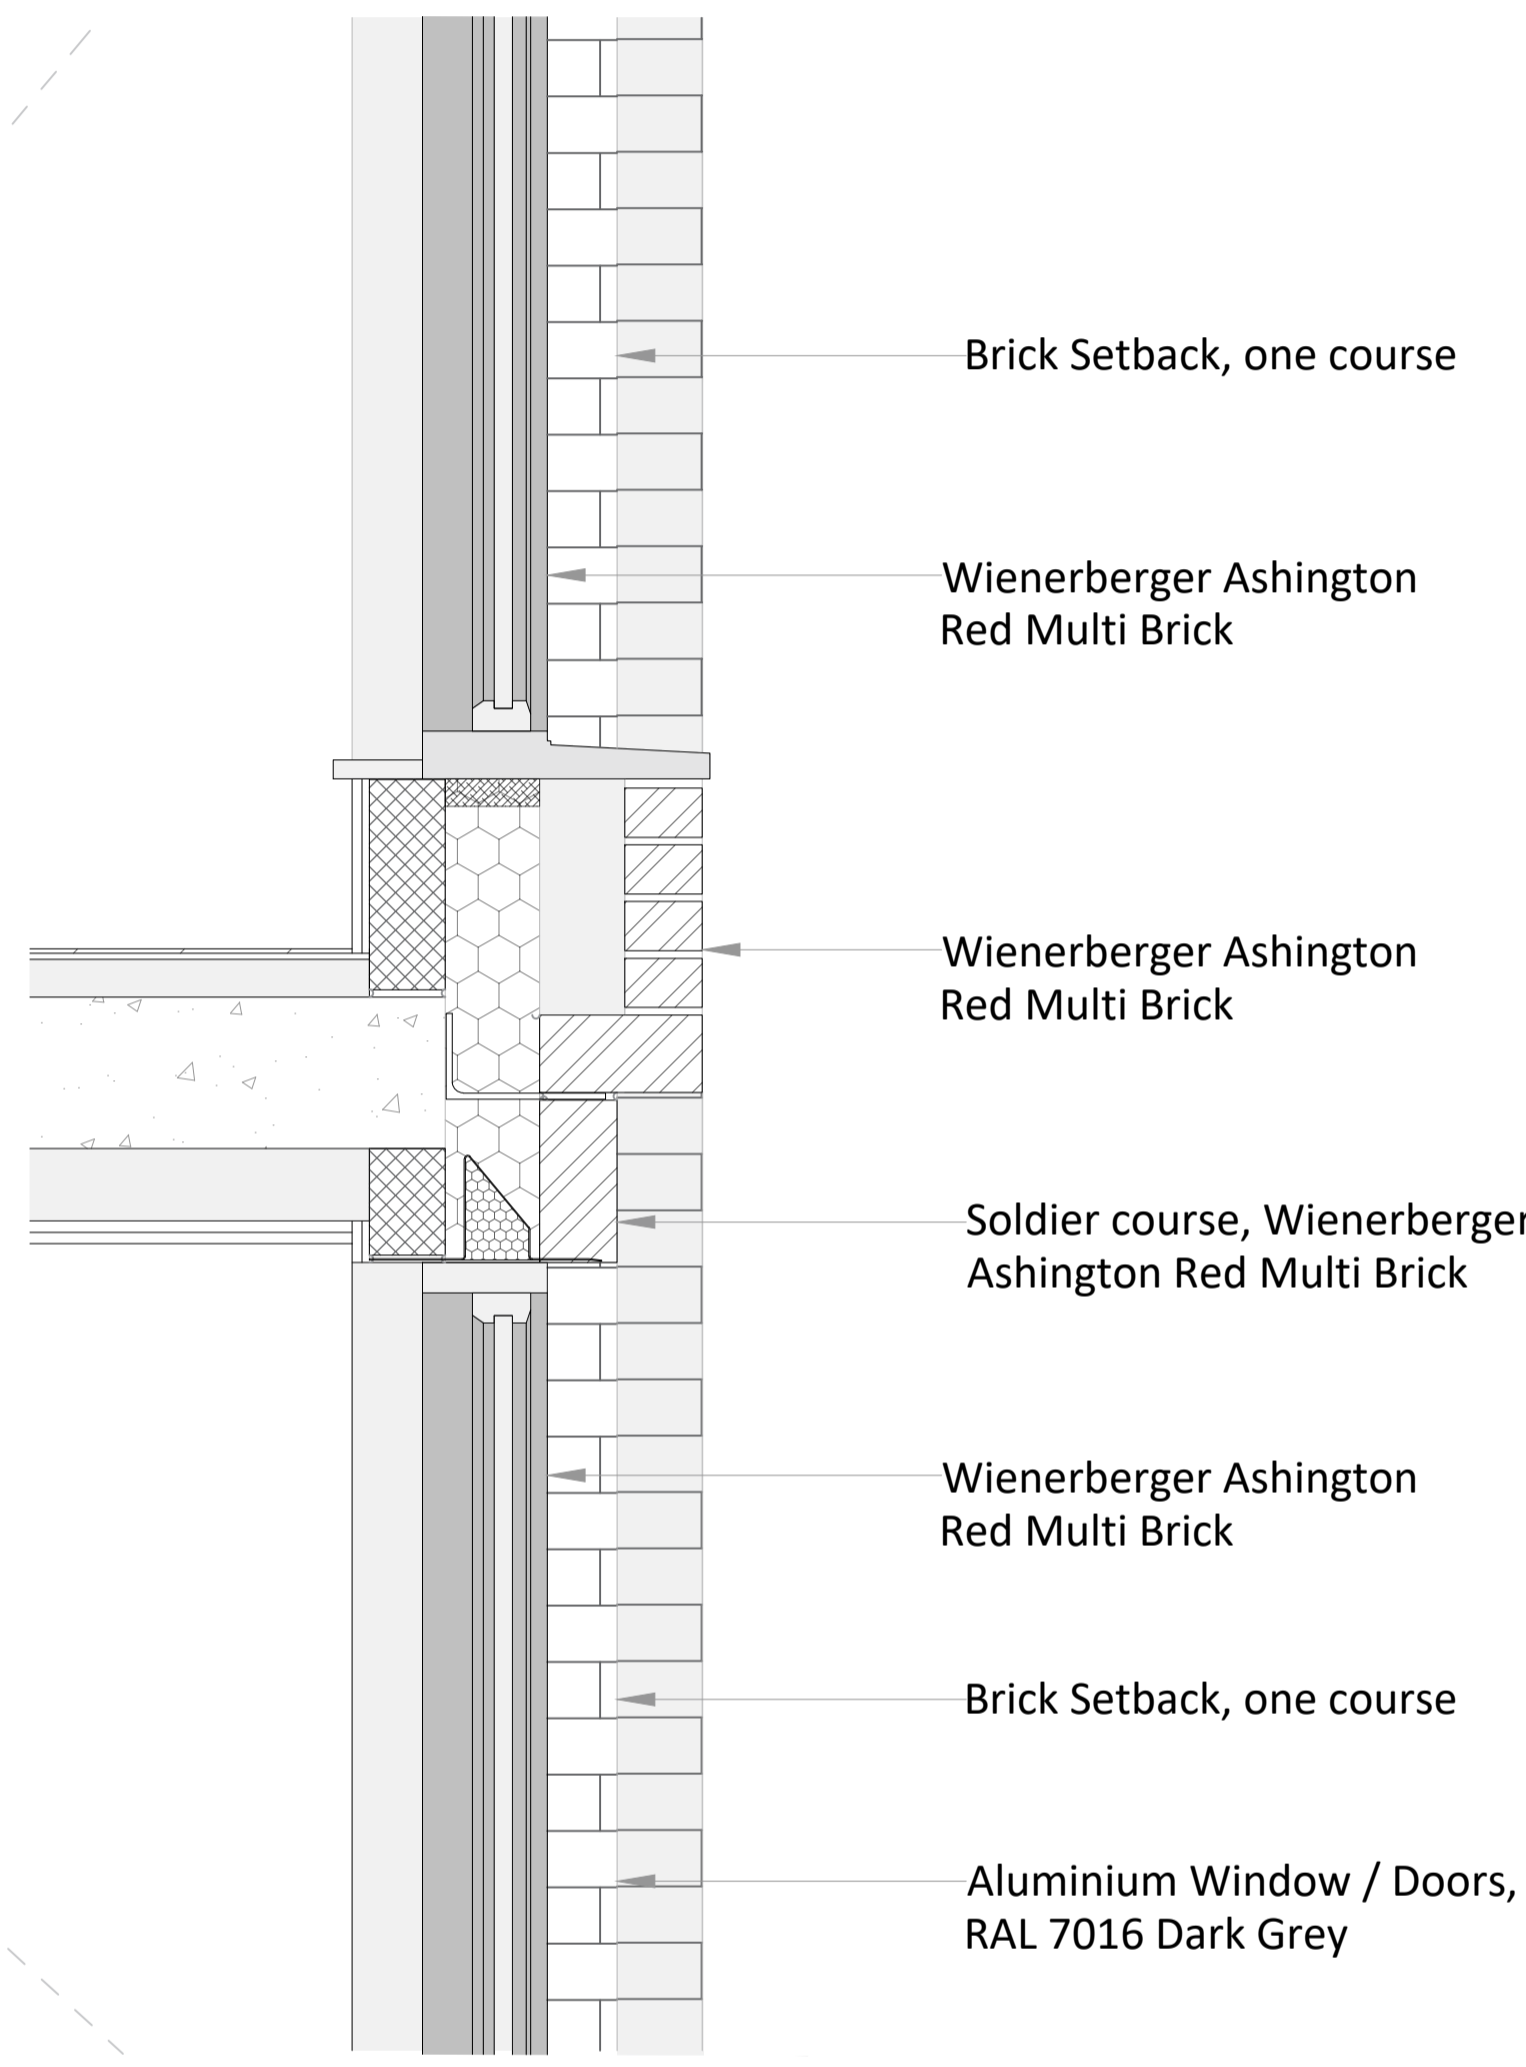 Brick Setback, one course
Wienerberger Ashington
Red Multi Brick
Wienerberger Ashington
Red Multi Brick
Soldier course, Wienerberger
Ashington Red Multi Brick
Wienerberger Ashington
Red Multi Brick
Brick Setback, one course
Aluminium Window / Doors,
RAL 7016 Dark Grey